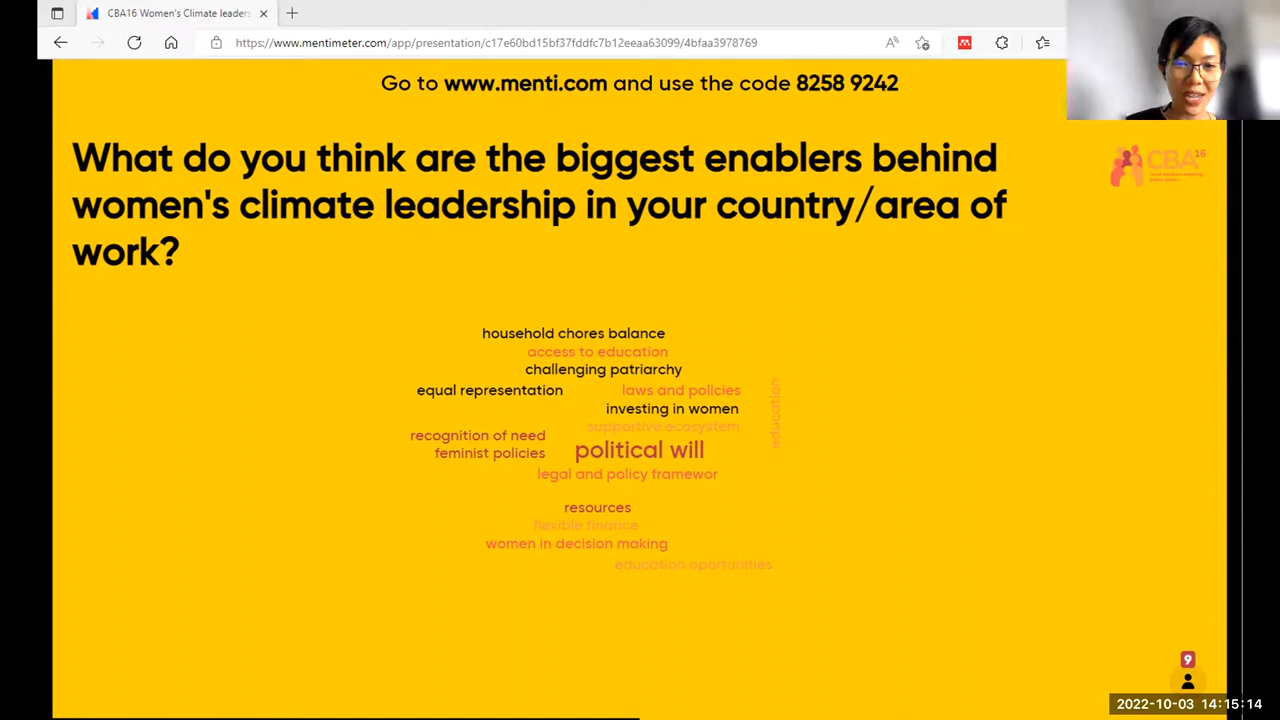 CBA16 Women's Climate leaders
https://www.mentimeter.com/app/presentation/c17e60bd15bf37fddfc7b12eeaa63099/4bfaa3978769
Go to www.menti.com and use the code 8258 9242
What do you think are the biggest enablers behind
women's climate leadership in your country/area of
work?
CBA16
household chores balance
access to education
challenging patriarchy
equal representation
laws and policies
education
investing in women
supportive ecosystem
recognition of need
feminist policies
political will
legal and policy framewor
resources
flexible finance
women in decision making
education oportunities
9
2022-10-03 14:15:14